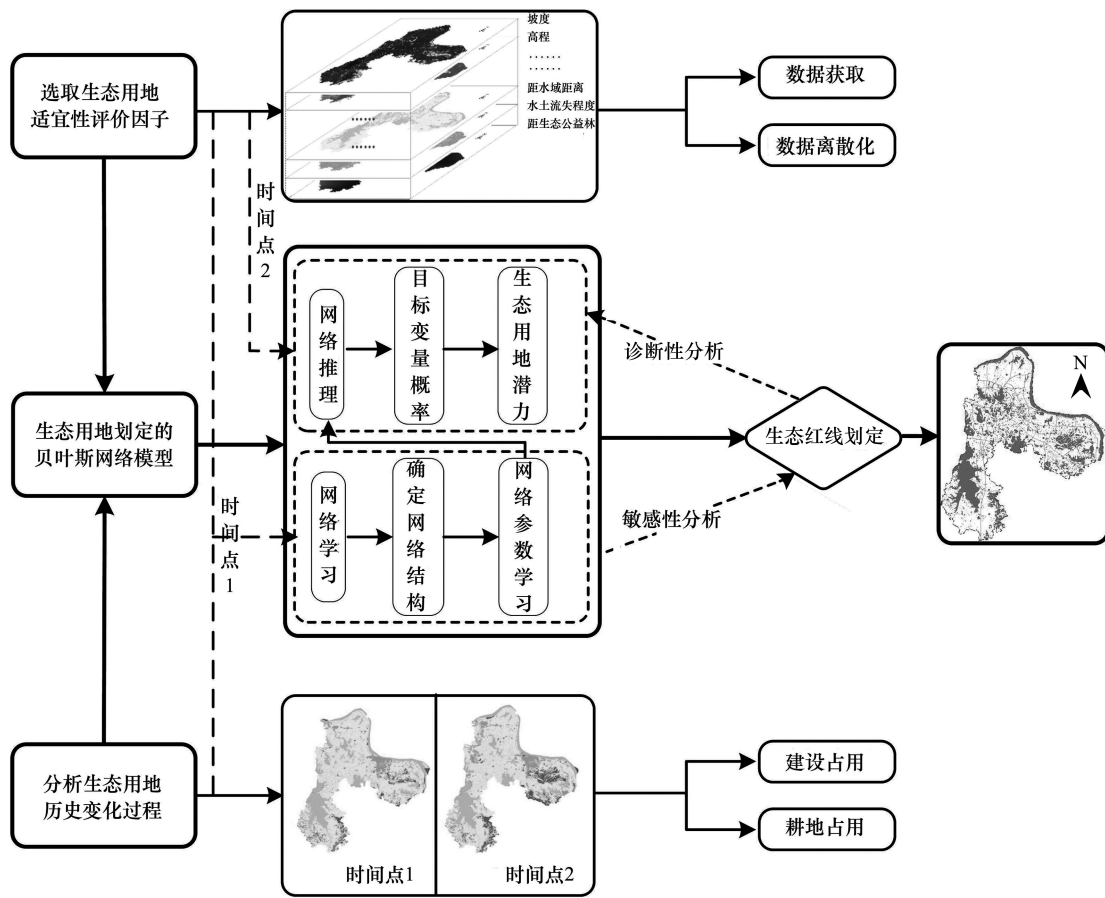 坡度
高程
……
……
距水域距离
水土流失程度
距生态公益林
……
……
选取生态用地
适宜性评价因子
数据获取
数据离散化
时间点2
网络推理
目标变量概率
生态用地潜力
诊断性分析
N
生态用地划定的
贝叶斯网络模型
生态红线划定
时间点1
网络学习
确定网络结构
网络参数学习
敏感性分析
分析生态用地
历史变化过程
时间点1
时间点2
建设占用
耕地占用